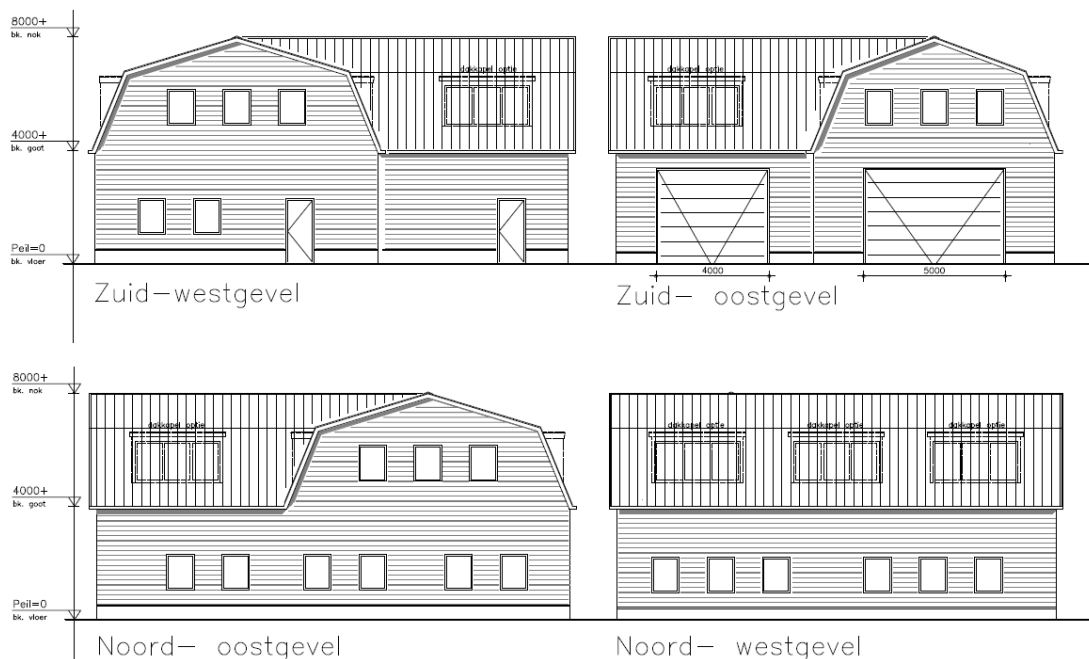 8000+
bk. nok
dakkapel optie
dakkapel optie
4000+
bk. goot
Peil=0
bk. vloer
4000
5000
Zuid-westgevel
Zuid- oostgevel
8000+
bk. nok
dakkapel optie
dakkapel optie
dakkapel optie
dakkapel optie
4000+
bk. goot
Peil=0
bk. vloer
Noord- oostgevel
Noord- westgevel